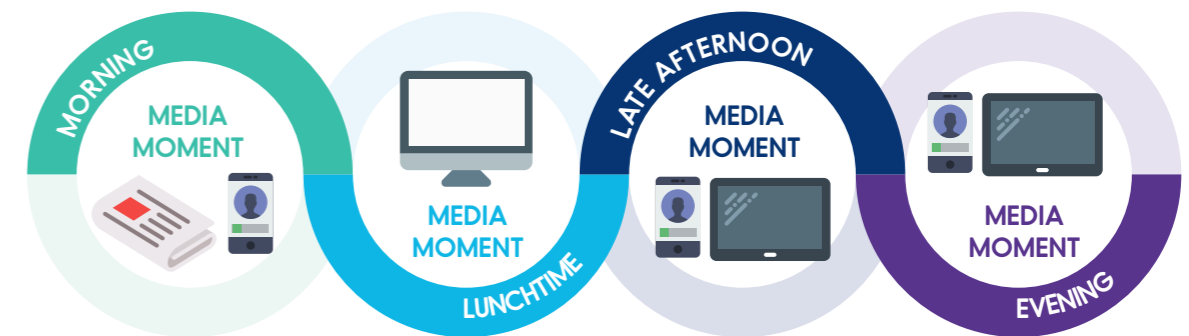 MORNING
MEDIA
MOMENT
MEDIA
MOMENT
LUNCHTIME
LATE AFTERNOON
MEDIA
MOMENT
MEDIA
MOMENT
EVENING